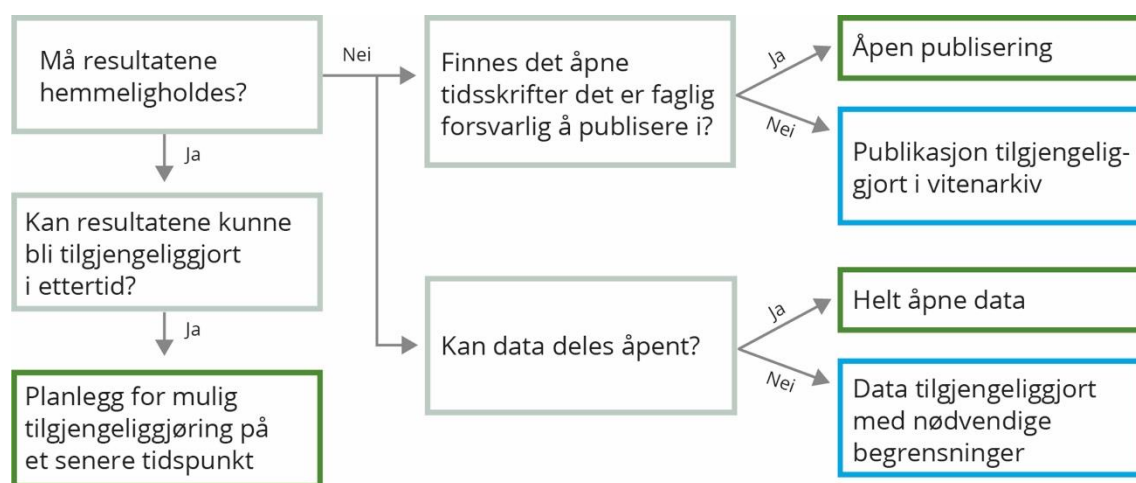 Må resultatene
hemmeligholdes?
Nei
Finnes det åpne
tidsskrifter det er faglig
forsvarlig å publisere i?
Ja
Åpen publisering
Nei
Publikasjon tilgjengelig-
gjort i vitenarkiv
Ja
Kan resultatene kunne
bli tilgjengeliggjort
i ettertid?
Ja
Planlegg for mulig
tilgjengeliggjøring på
et senere tidspunkt
Kan data deles åpent?
Ja
Helt åpne data
Nei
Data tilgjengeliggjort
med nødvendige
begrensninger